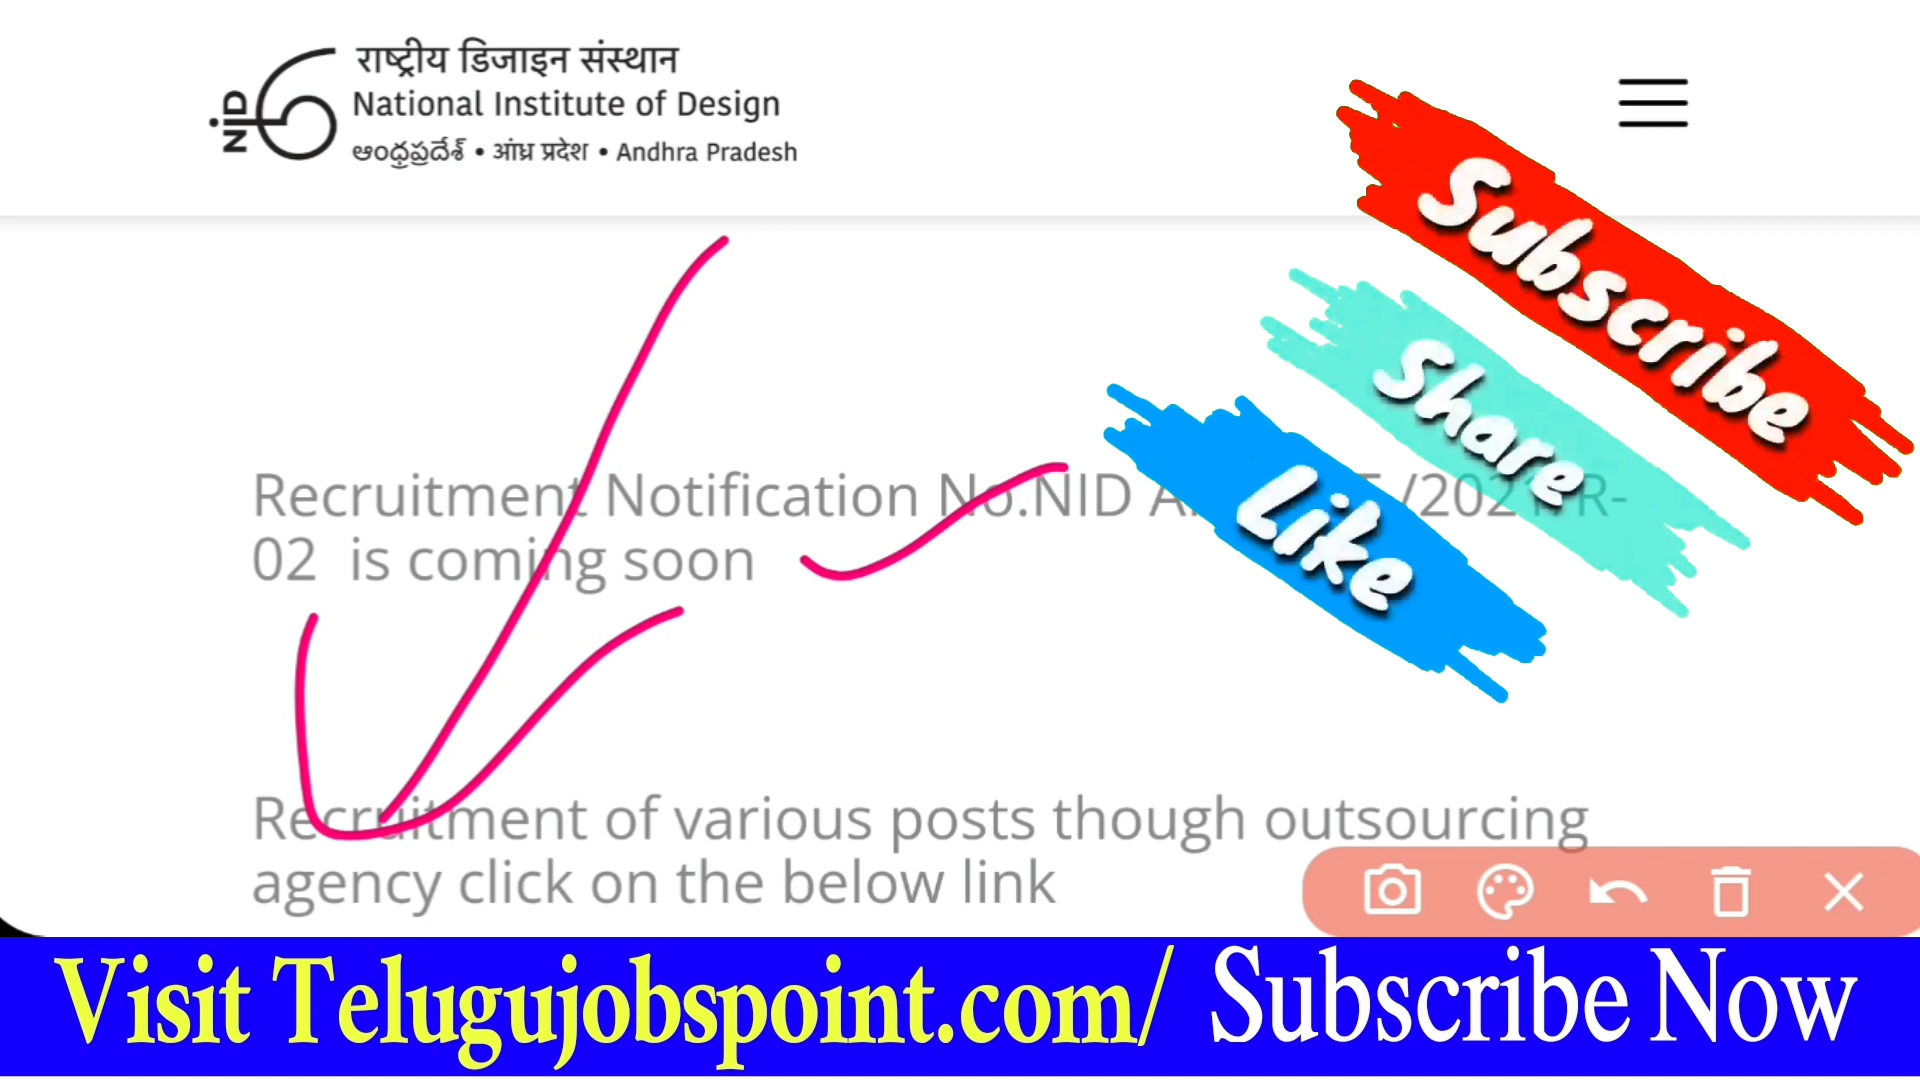 राष्ट्रीय डिजाइन संस्थान
National Institute of Design
ఆంధ్రప్రదేశ్ • आंध्र प्रदेश • Andhra Pradesh
NID
Subscribe
Share
Like
Recruitment Notification No.NID /2021/R-
02 is coming soon
Recruitment of various posts though outsourcing
agency click on the below link
Visit Telugujobspoint.com/ Subscribe Now